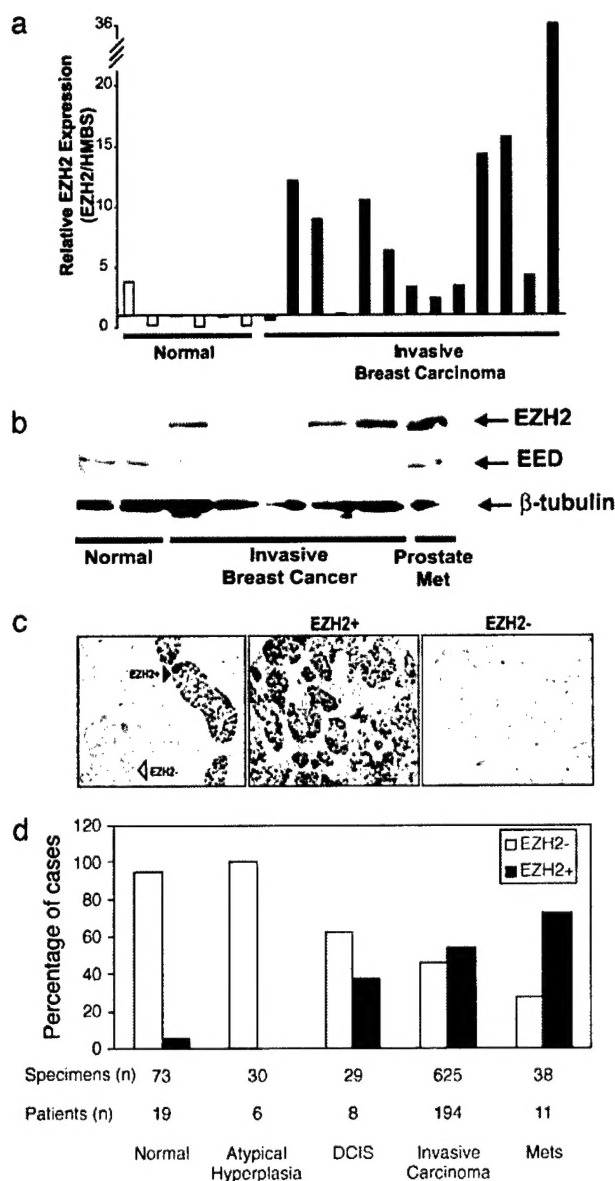 a
Relative EZH2 Expression
(EZH2/HMBS)
36
20
15
10
5
0
Normal
Invasive
Breast Carcinoma
b
EZH2
EED
β-tubulin
Normal
Invasive
Breast Cancer
Prostate
Met
c
EZH2+
EZH2-
EZH2+
EZH2-
d
Percentage of cases
120
100
80
60
40
20
0
EZH2-
EZH2+
Specimens (n) 73 30 29 625 38
Patients (n) 19 6 8 194 11
Normal Atypical Hyperplasia DCIS Invasive Carcinoma Mets